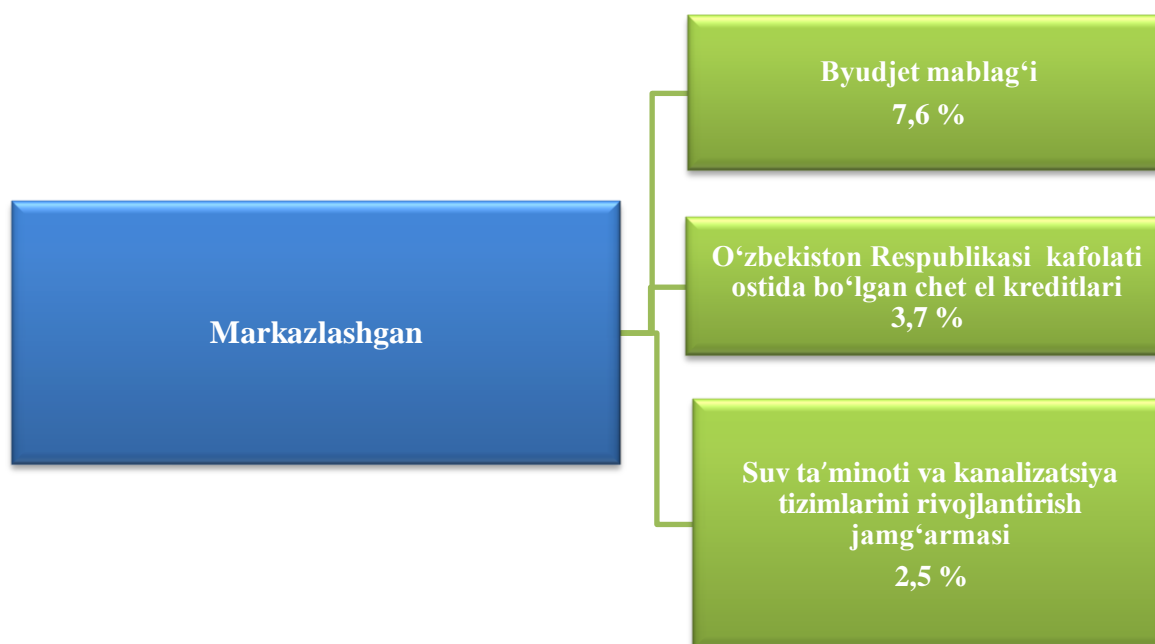 Markazlashgan
Byudjet mablag‘i
7,6 %
O‘zbekiston Respublikasi kafolati
ostida bo‘lgan chet el kreditlari
3,7 %
Suv ta’minoti va kanalizatsiya
tizimlarini rivojlantirish
jamg‘armasi
2,5 %